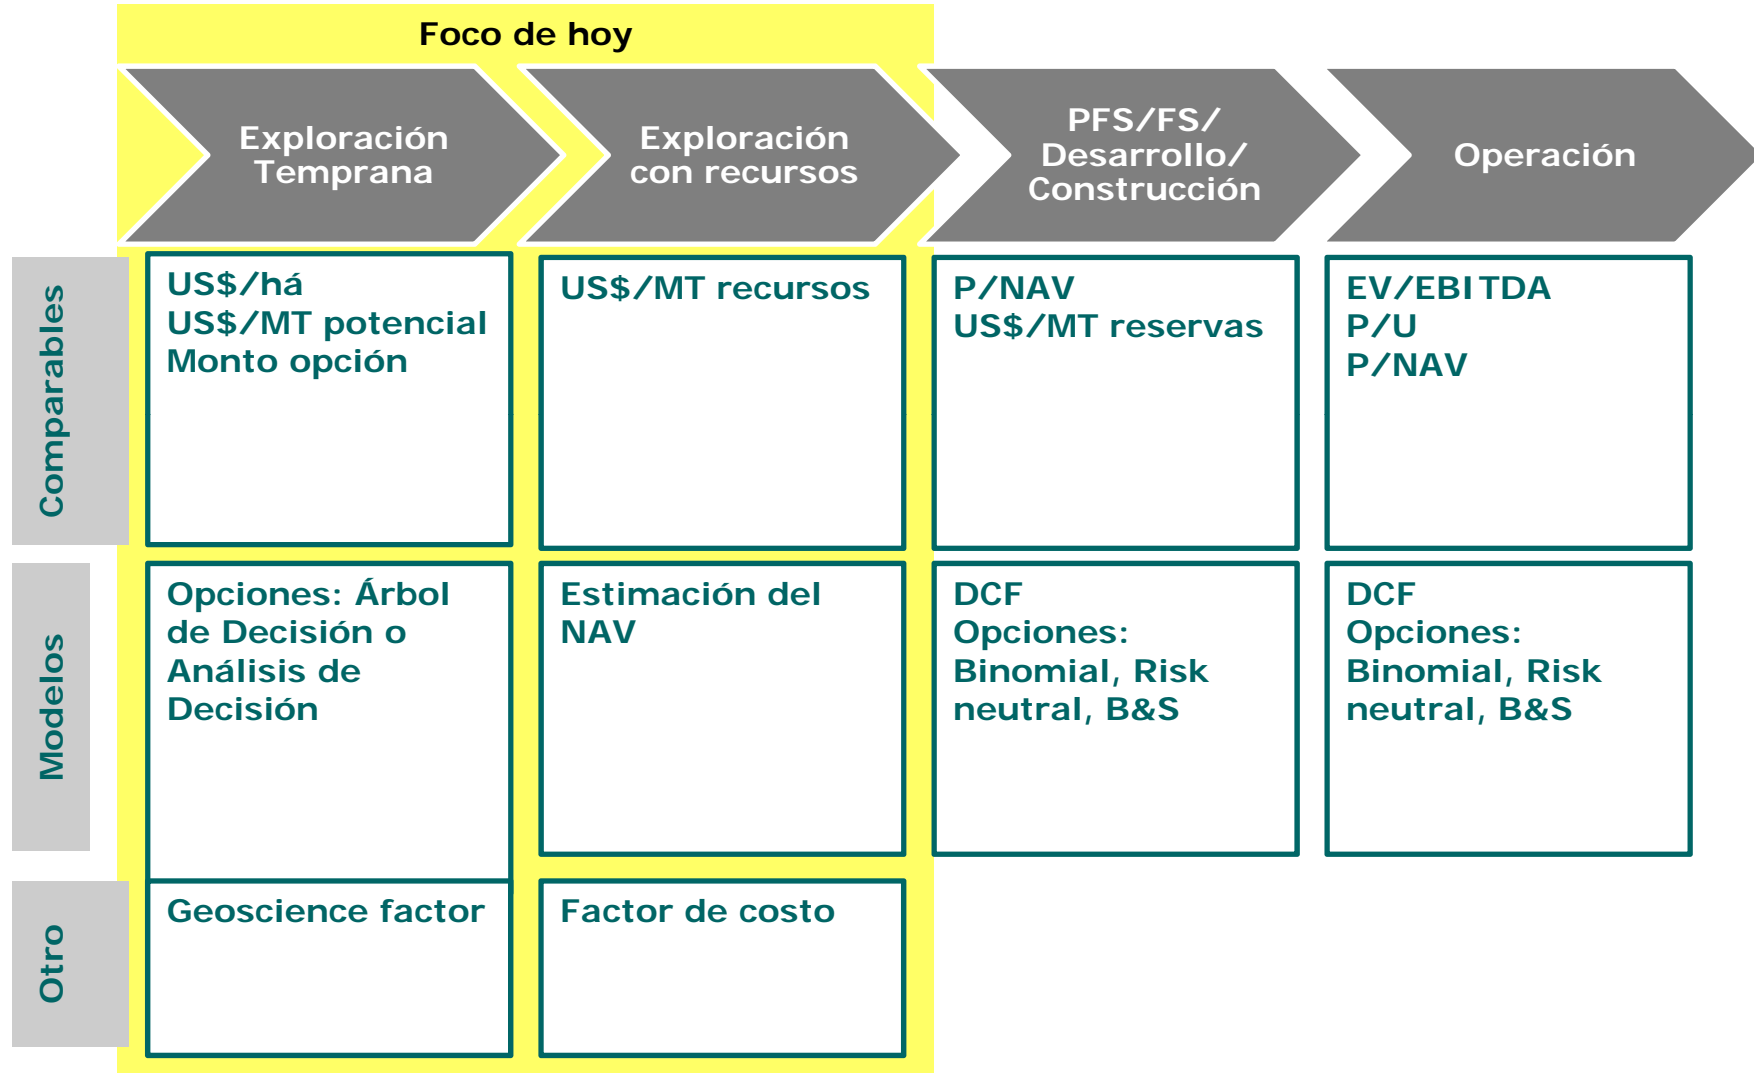 Foco de hoy
Exploración
Temprana
Exploración
con recursos
PFS/FS/
Desarrollo/
Construcción
Operación
Comparables
US$/há
US$/MT potencial
Monto opción
US$/MT recursos
P/NAV
US$/MT reservas
EV/EBITDA
P/U
P/NAV
Modelos
Opciones: Árbol
de Decisión o
Análisis de
Decisión
Estimación del
NAV
DCF
Opciones:
Binomial, Risk
neutral, B&S
DCF
Opciones:
Binomial, Risk
neutral, B&S
Otro
Geoscience factor
Factor de costo